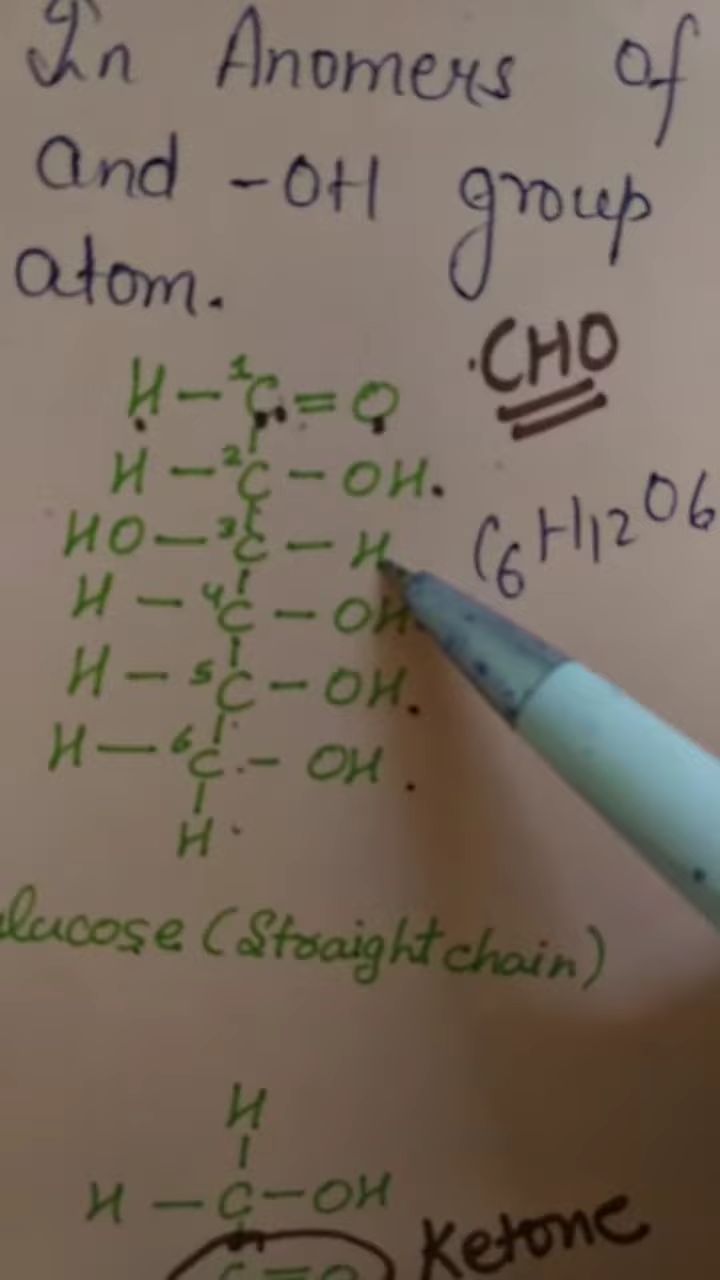 In Anomers of
and -OH group
atom.
CHO
H-¹C=O
H-²C-OH.
HO-³C-H
C6H12O6
H-⁴C-OH
H-⁵C-OH.
H-⁶C-OH
H
lucose (Straight chain)
H
H-C-OH
Ketone
C=O